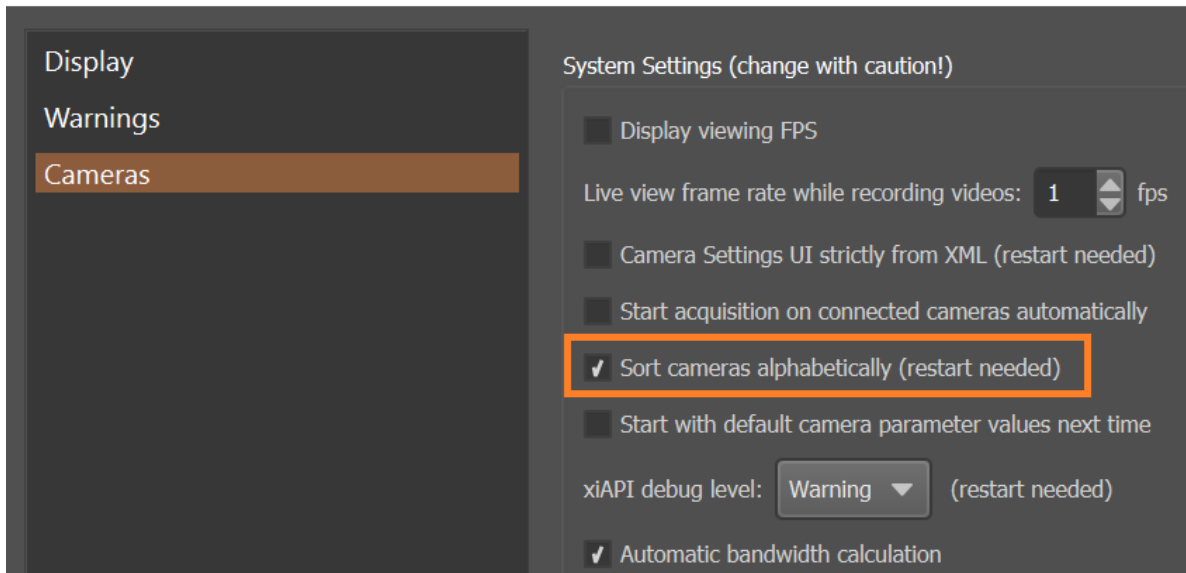 Display
Warnings
Cameras
System Settings (change with caution!)
Display viewing FPS
Live view frame rate while recording videos: 1 fps
Camera Settings UI strictly from XML (restart needed)
Start acquisition on connected cameras automatically
Sort cameras alphabetically (restart needed)
Start with default camera parameter values next time
xiAPI debug level: Warning (restart needed)
Automatic bandwidth calculation